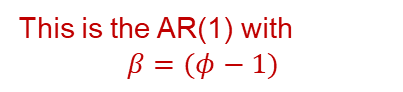 This is the AR(1) with
β = (ϕ − 1)